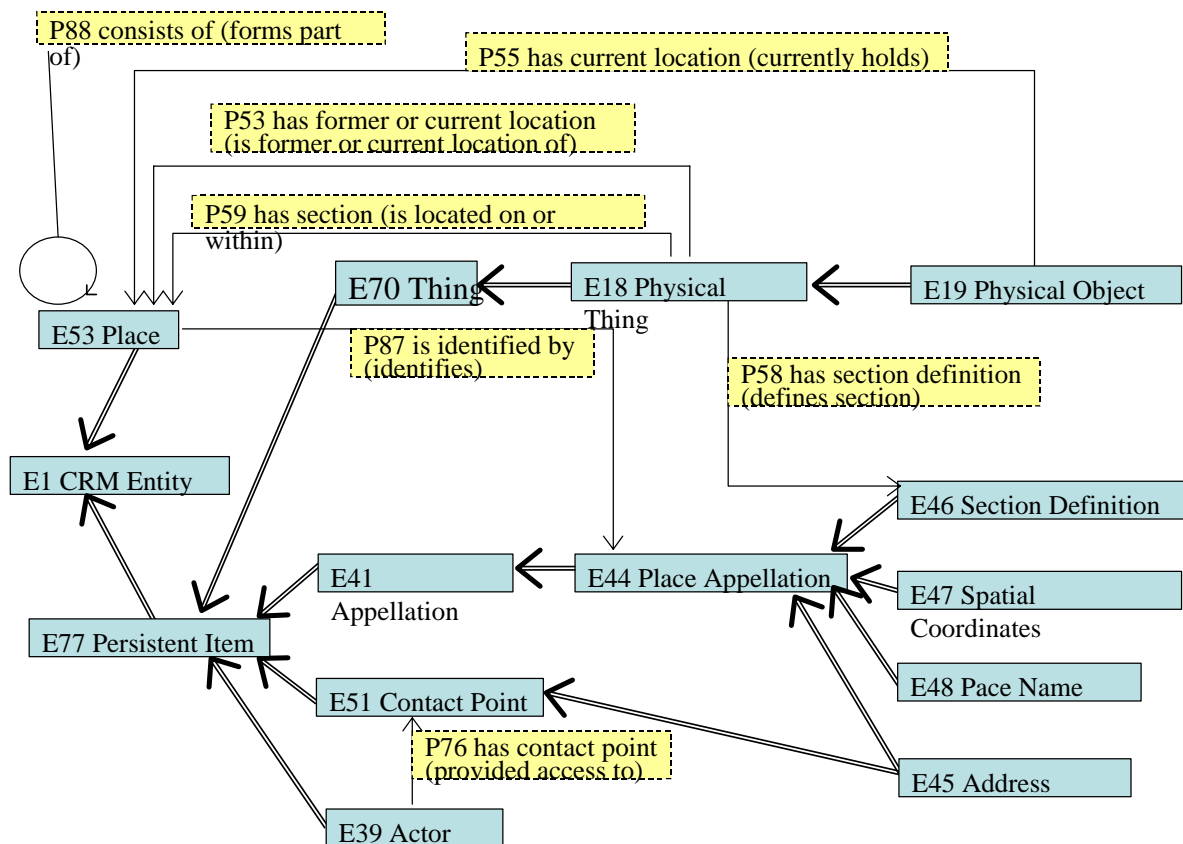 P88 consists of (forms part
of)
P55 has current location (currently holds)
P53 has former or current location
(is former or current location of)
P59 has section (is located on or
within)
E70 Thing
E18 Physical
Thing
E19 Physical Object
E53 Place
P87 is identified by
(identifies)
P58 has section definition
(defines section)
E1 CRM Entity
E46 Section Definition
E41
Appellation
E44 Place Appellation
E47 Spatial
Coordinates
E77 Persistent Item
E48 Pace Name
E51 Contact Point
P76 has contact point
(provided access to)
E45 Address
E39 Actor